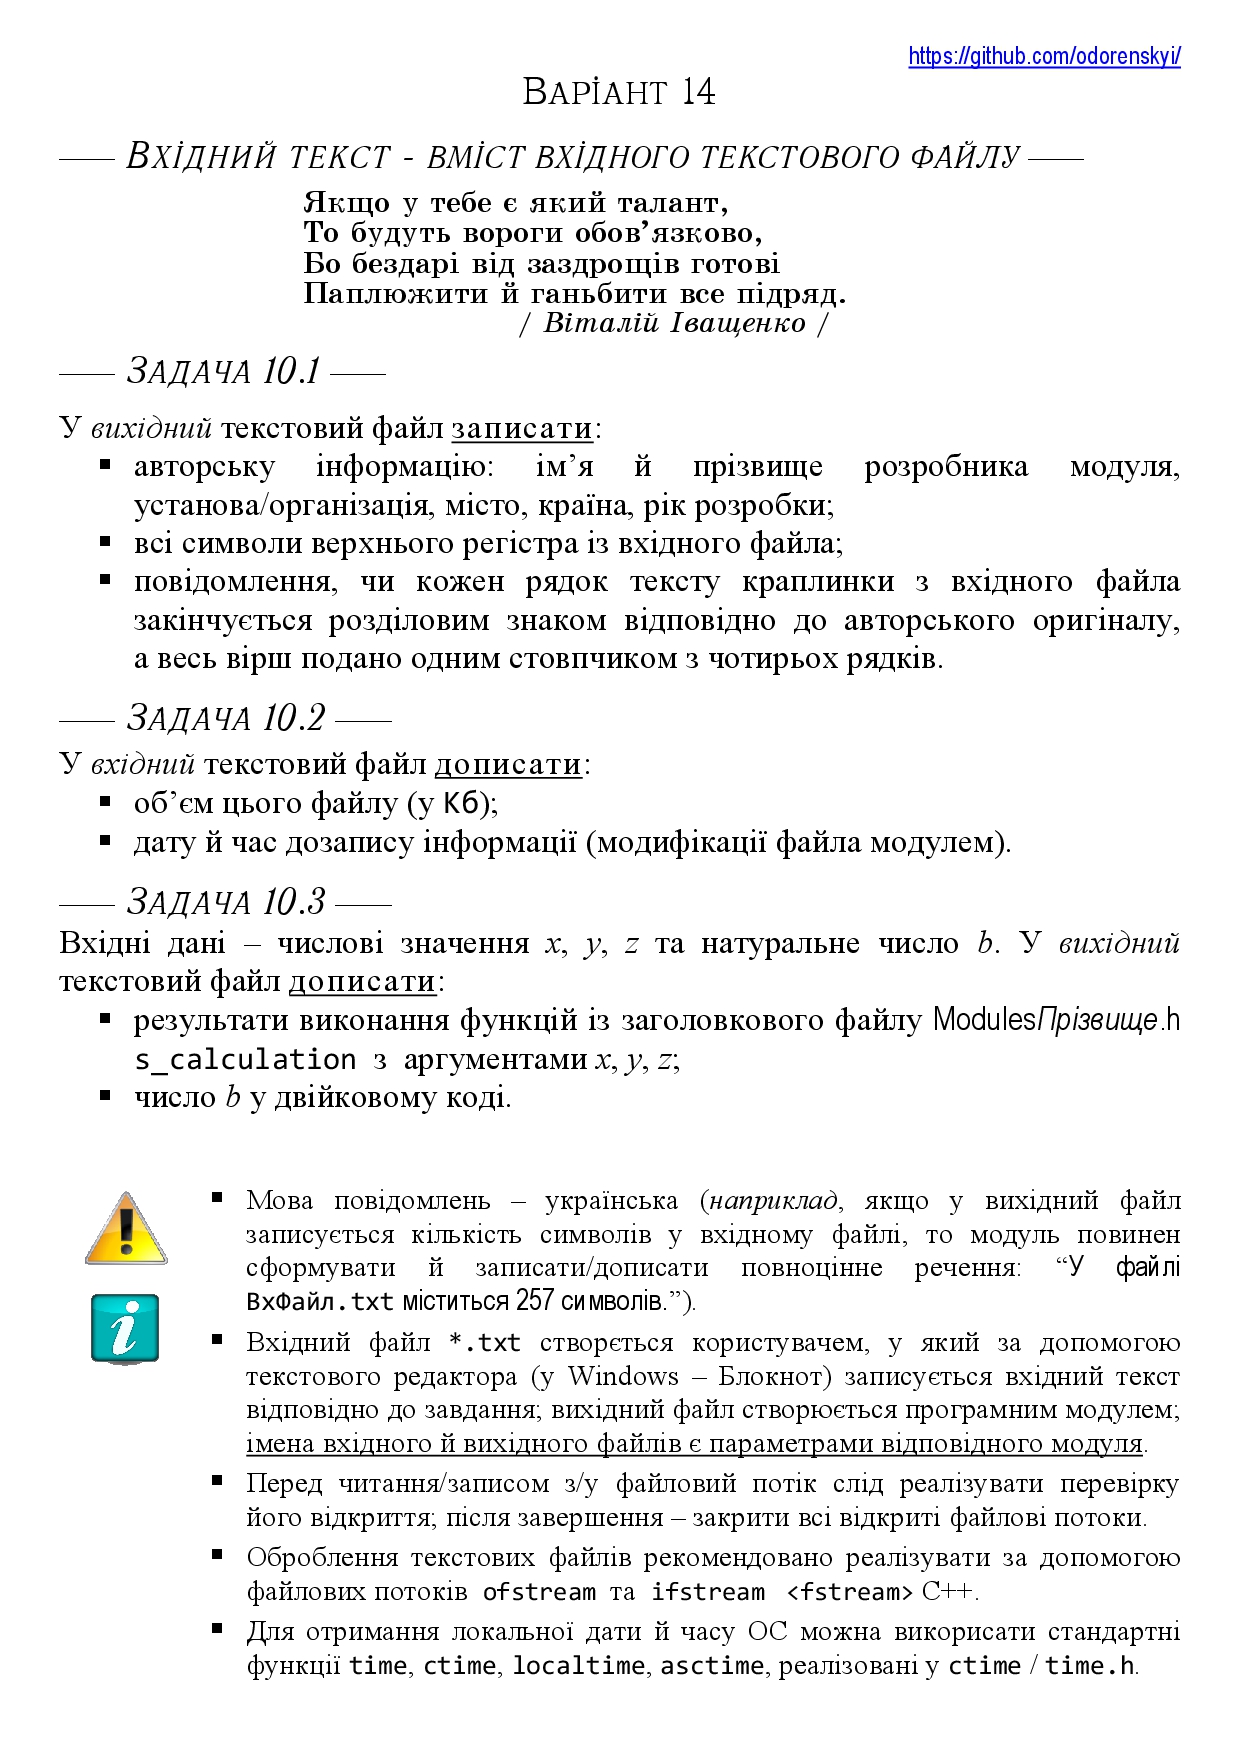 https://github.com/odorenskyi/
Варіант 14
Вхідний текст - вміст вхідного текстового файлу
Якщо у тебе є який талант,
То будуть вороги обов’язково,
Бо бездарі від заздрощів готові
Паплюжити й ганьбити все підряд.
/ Віталій Іващенко /
Задача 10.1
У вихідний текстовий файл записати:
▪ авторську інформацію: ім’я й прізвище розробника модуля,
установа/організація, місто, країна, рік розробки;
▪ всі символи верхнього регістра із вхідного файла;
▪ повідомлення, чи кожен рядок тексту краплинки з вхідного файла
закінчується розділовим знаком відповідно до авторського оригіналу,
а весь вірш подано одним стовпчиком з чотирьох рядків.
Задача 10.2
У вхідний текстовий файл дописати:
▪ об’єм цього файлу (у Кб);
▪ дату й час дозапису інформації (модифікації файла модулем).
Задача 10.3
Вхідні дані – числові значення x, y, z та натуральне число b. У вихідний
текстовий файл дописати:
▪ результати виконання функцій із заголовкового файлу ModulesПрізвище.h
s_calculation з аргументами x, y, z;
▪ число b у двійковому коді.
▪ Мова повідомлень – українська (наприклад, якщо у вихідний файл
записується кількість символів у вхідному файлі, то модуль повинен
сформувати й записати/дописати повноцінне речення: “У файлі
ВхФайл.txt міститься 257 символів.”).
▪ Вхідний файл *.txt створється користувачем, у який за допомогою
текстового редактора (у Windows – Блокнот) записується вхідний текст
відповідно до завдання; вихідний файл створюється програмним модулем;
імена вхідного й вихідного файлів є параметрами відповідного модуля.
▪ Перед читання/записом з/у файловий потік слід реалізувати перевірку
його відкриття; після завершення – закрити всі відкриті файлові потоки.
▪ Оброблення текстових файлів рекомендовано реалізувати за допомогою
файлових потоків ofstream та ifstream <fstream> С++.
▪ Для отримання локальної дати й часу ОС можна використати стандартні
функції time, ctime, localtime, asctime, реалізовані у ctime / time.h.